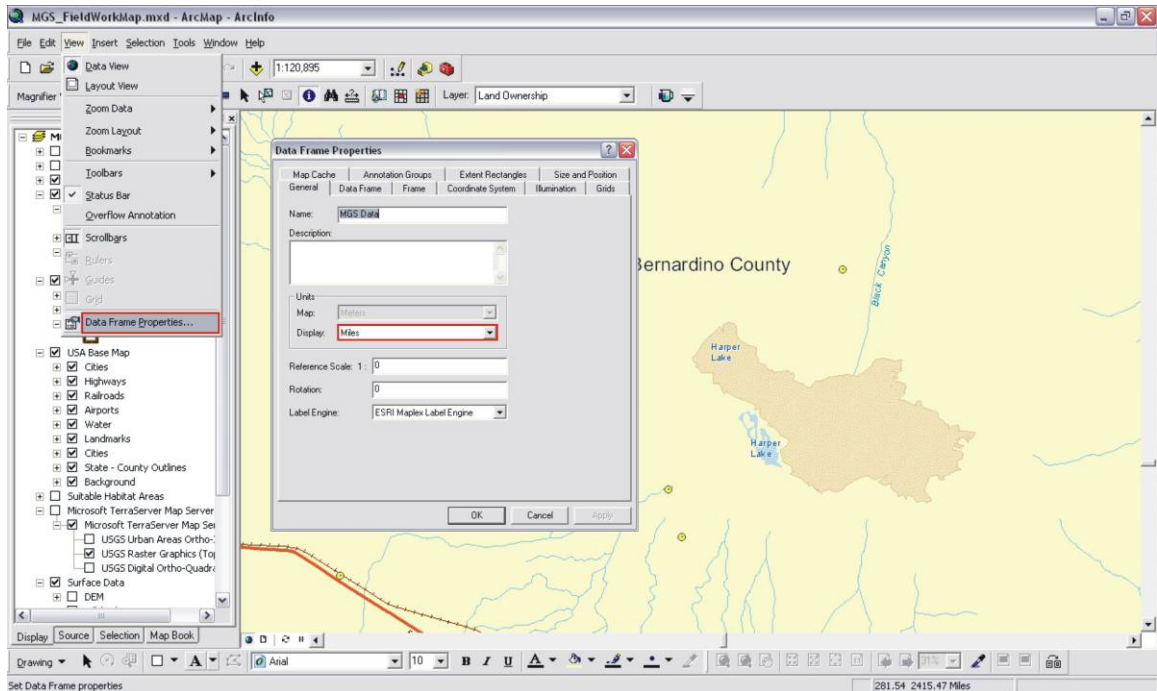 MGS_FieldWorkMap.mxd - ArcMap - ArcInfo
File Edit View Insert Selection Tools Window Help
1:120,895
Magnifier
Layer: Land Ownership
Data View
Layout View
Zoom Data
Zoom Layout
Bookmarks
Toolbars
Status Bar
Overflow Annotation
Scrollbars
Rulers
Guides
Grid
Data Frame Properties...
USA Base Map
Cities
Highways
Railroads
Airports
Water
Landmarks
Cities
State - County Outlines
Background
Suitable Habitat Areas
Microsoft TerraServer Map Server
Microsoft TerraServer Map Ser
USGS Urban Areas Ortho-
USGS Raster Graphics (To
USGS Digital Ortho-Quadr
Surface Data
DEM
Display Source Selection Map Book
Data Frame Properties
Map Cache Annotation Groups Extent Rectangles Size and Position
General Data Frame Frame Coordinate System Illumination Grids
Name: MGS Data
Description:
Units
Map: Meters
Display: Miles
Reference Scale: 1 : 0
Rotation: 0
Label Engine: ESRI Maplex Label Engine
OK Cancel Apply
Bernardino County
Black Canyon
Harper
Lake
Harper
Lake
Drawing A Arial 10 B I U A 31%
Set Data Frame properties
281.54 2415.47 Miles